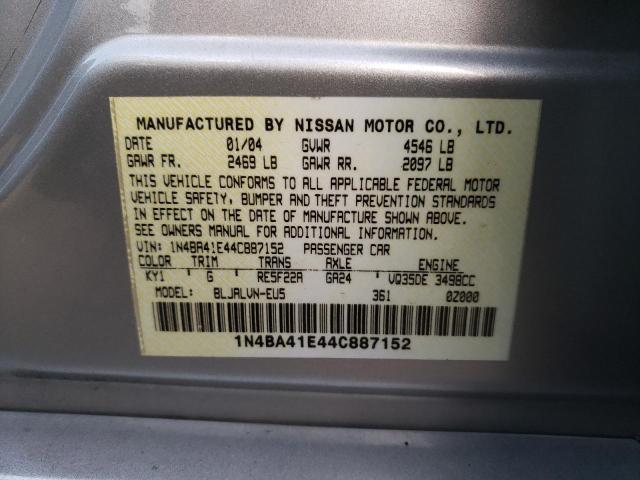 MANUFACTURED BY NISSAN MOTOR CO., LTD.
DATE 01/04 GVWR 4546 LB
GAWR FR. 2469 LB GAWR RR. 2097 LB
THIS VEHICLE CONFORMS TO ALL APPLICABLE FEDERAL MOTOR
VEHICLE SAFETY, BUMPER AND THEFT PREVENTION STANDARDS
IN EFFECT ON THE DATE OF MANUFACTURE SHOWN ABOVE.
SEE OWNERS MANUAL FOR ADDITIONAL INFORMATION.
VIN: 1N4BA41E44C887152 PASSENGER CAR
COLOR TRIM TRANS AXLE ENGINE
KY1 G RE5F22A GA24 VQ35DE 3498CC
MODEL: BLJALVN-EU5 361 0Z000
1N4BA41E44C887152